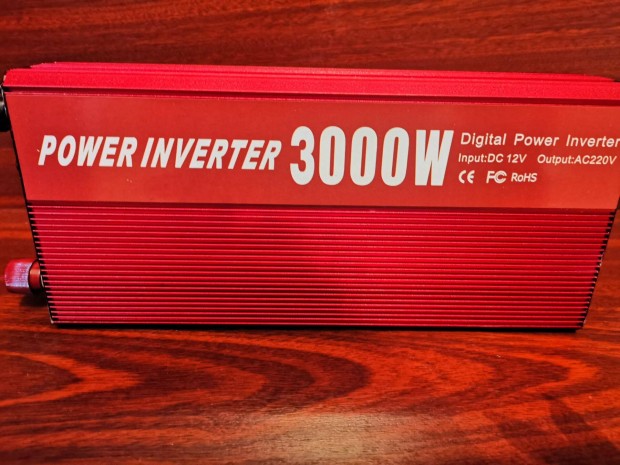 POWER INVERTER 3000W
Digital Power Inverter
Input:DC 12V Output:AC220V
CE FC RoHS